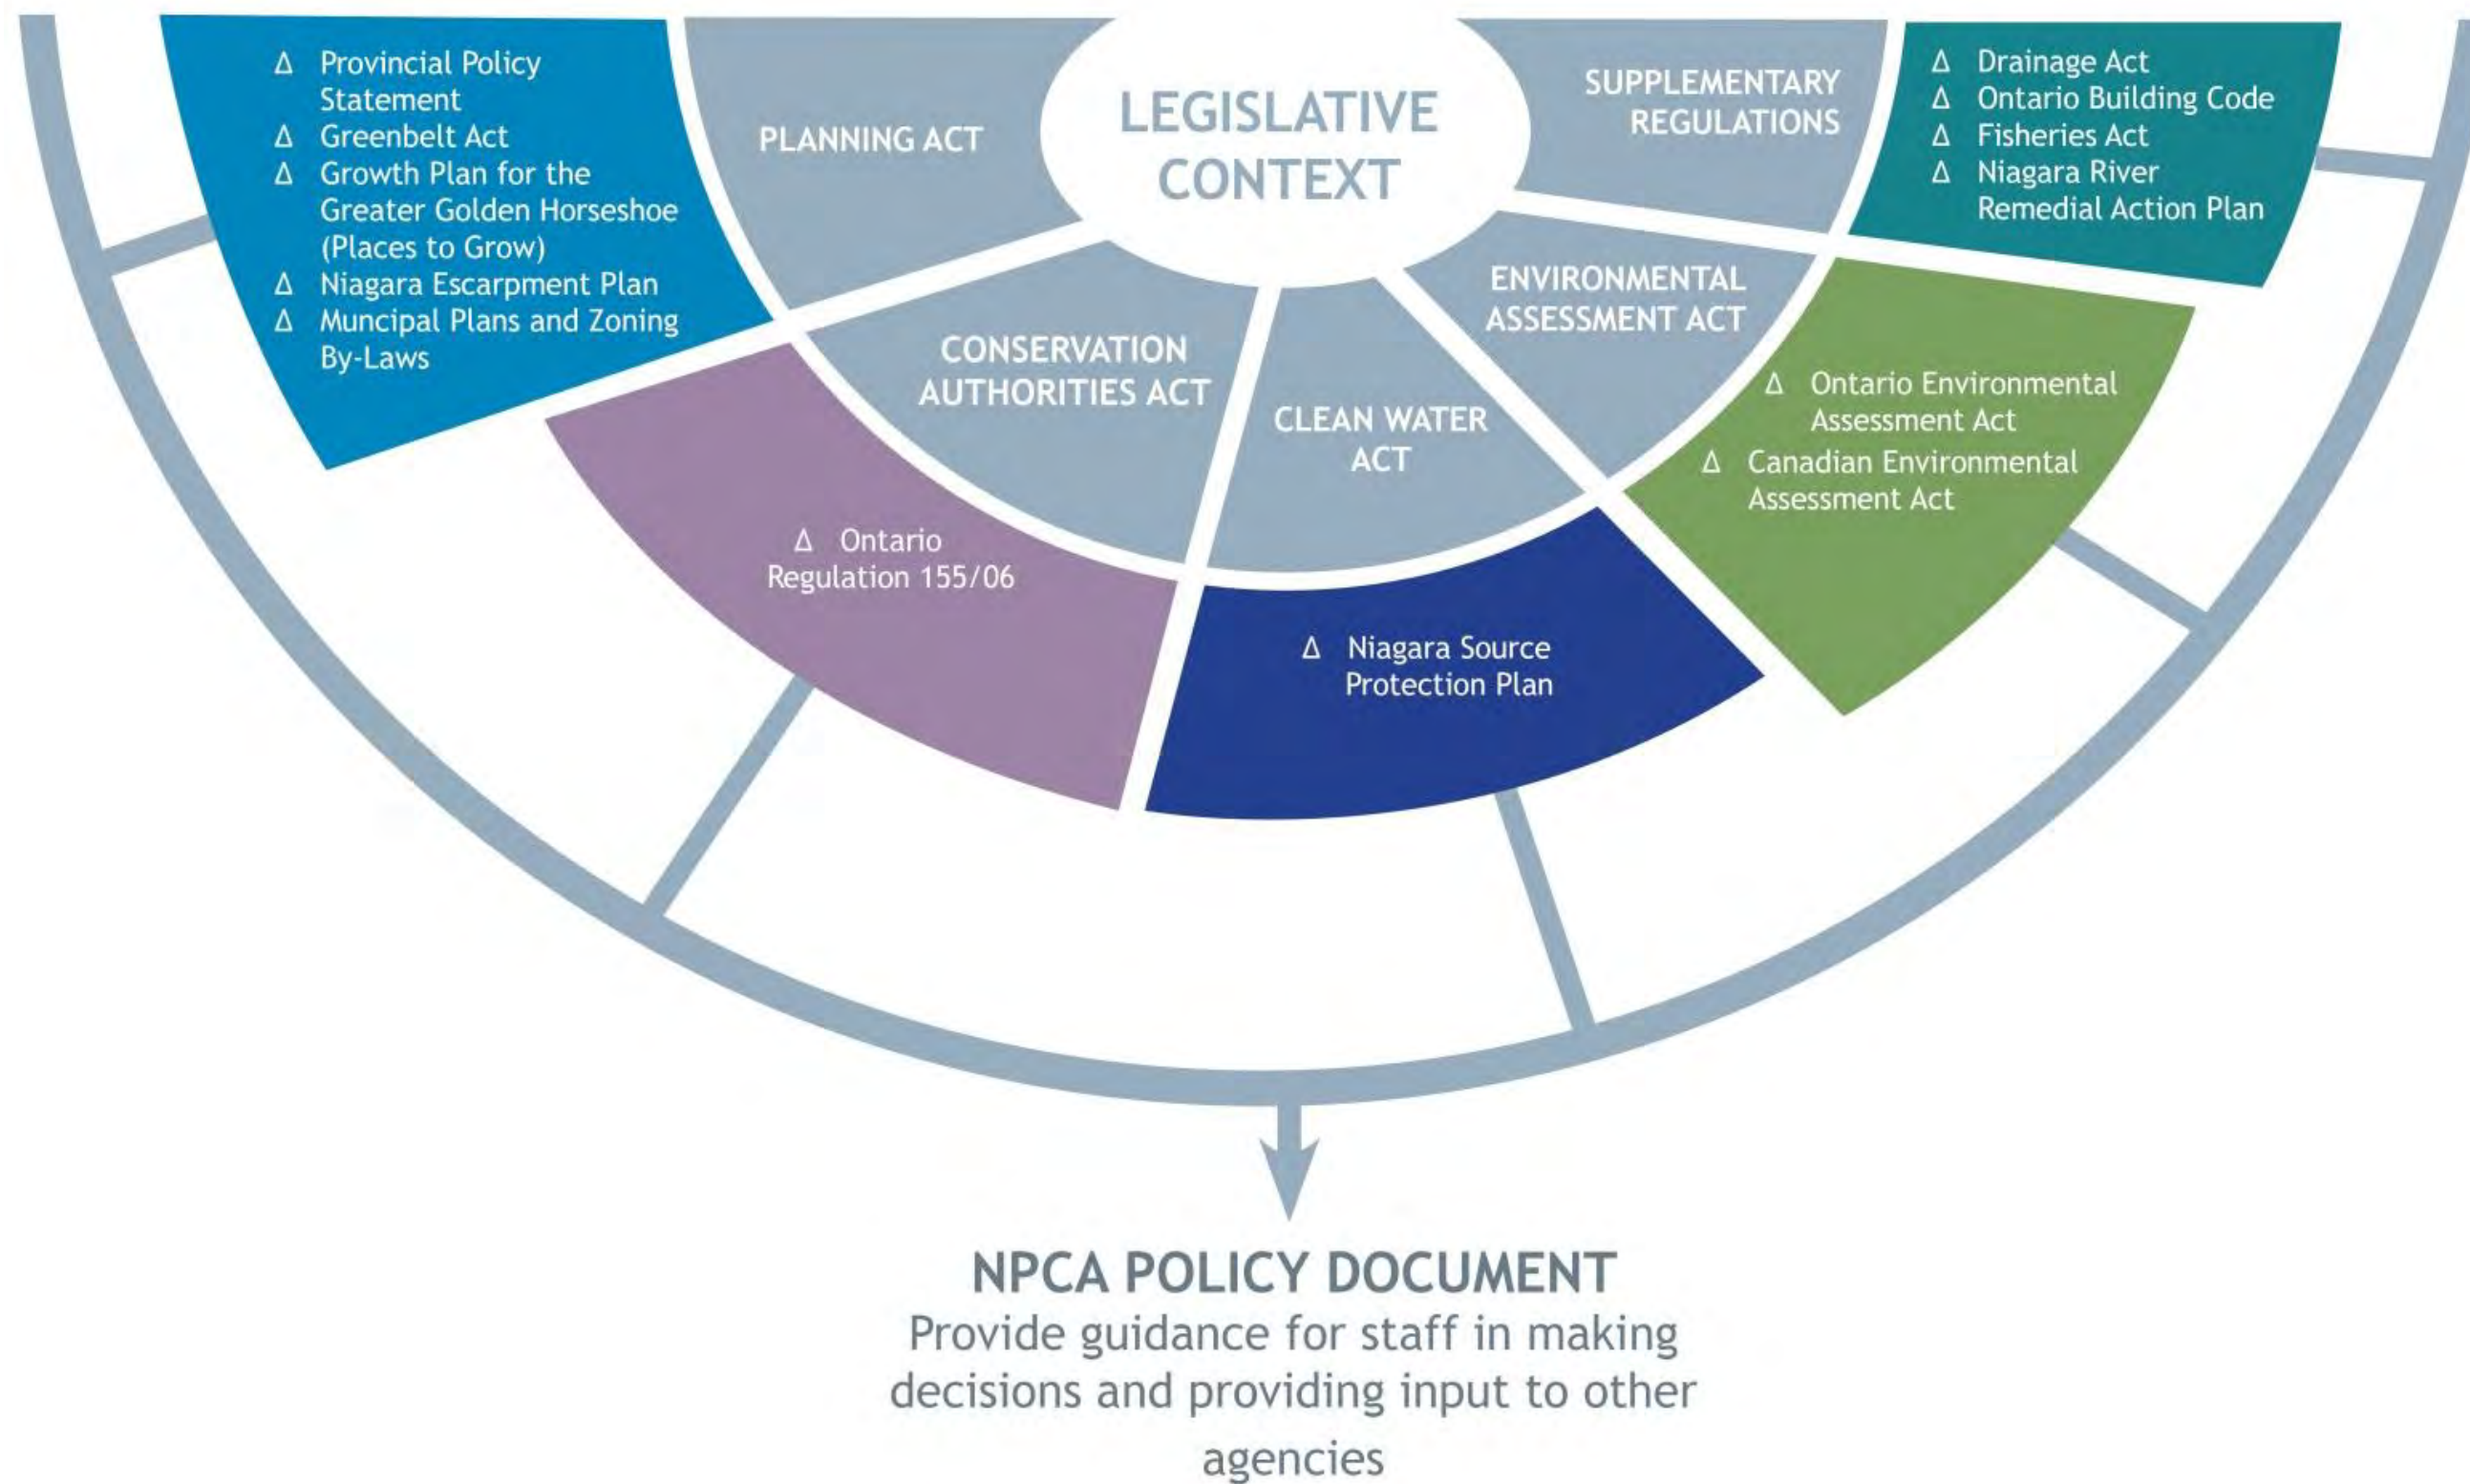 LEGISLATIVE
CONTEXT
PLANNING ACT
Δ Provincial Policy
Statement
Δ Greenbelt Act
Δ Growth Plan for the
Greater Golden Horseshoe
(Places to Grow)
Δ Niagara Escarpment Plan
Δ Muncipal Plans and Zoning
By-Laws
CONSERVATION
AUTHORITIES ACT
Δ Ontario
Regulation 155/06
CLEAN WATER
ACT
Δ Niagara Source
Protection Plan
ENVIRONMENTAL
ASSESSMENT ACT
Δ Ontario Environmental
Assessment Act
Δ Canadian Environmental
Assessment Act
SUPPLEMENTARY
REGULATIONS
Δ Drainage Act
Δ Ontario Building Code
Δ Fisheries Act
Δ Niagara River
Remedial Action Plan
NPCA POLICY DOCUMENT
Provide guidance for staff in making
decisions and providing input to other
agencies